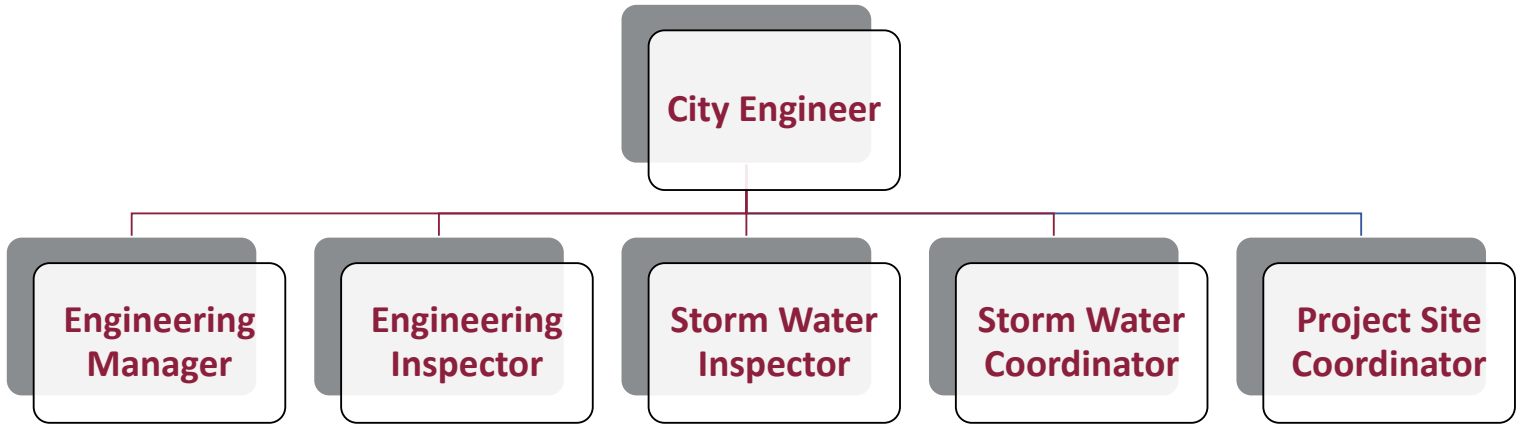 City Engineer
Engineering
Manager
Engineering
Inspector
Storm Water
Inspector
Storm Water
Coordinator
Project Site
Coordinator